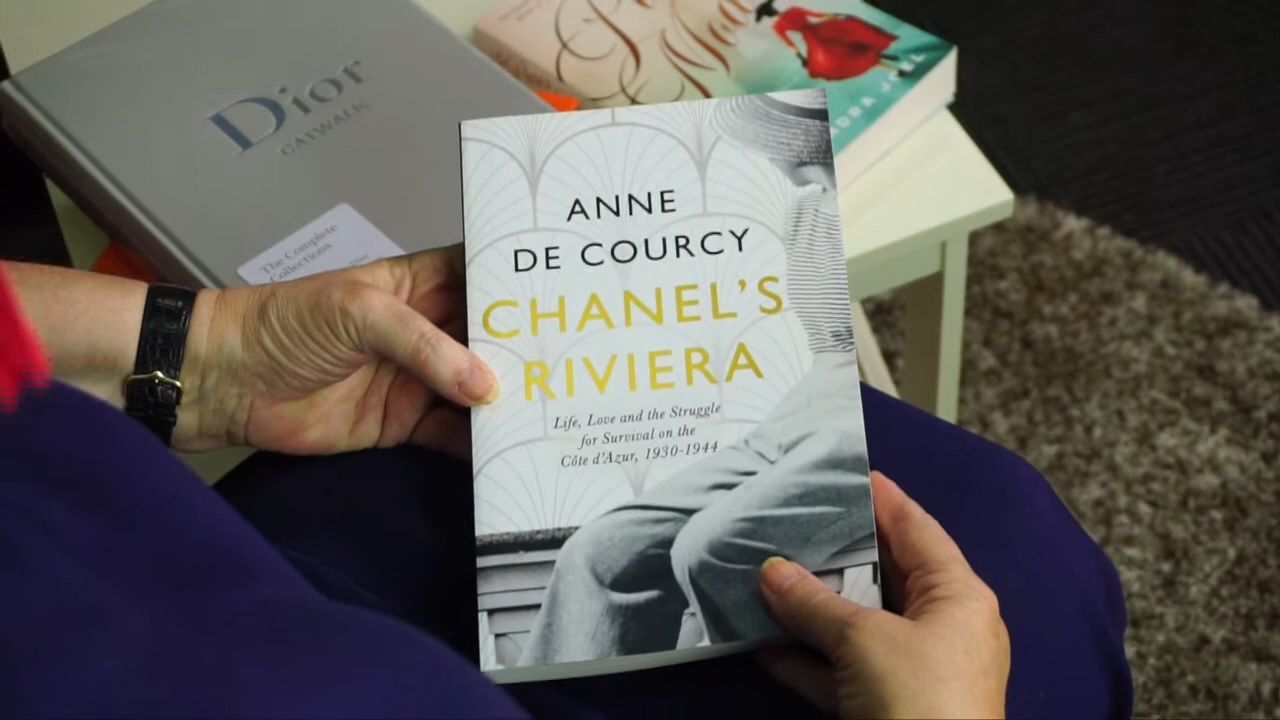 Dior
CATWALK
The Complete
Collections
ANNE
DE COURCY
CHANEL'S
RIVIERA
Life, Love and the Struggle
for Survival on the
Côte d'Azur, 1930-1944